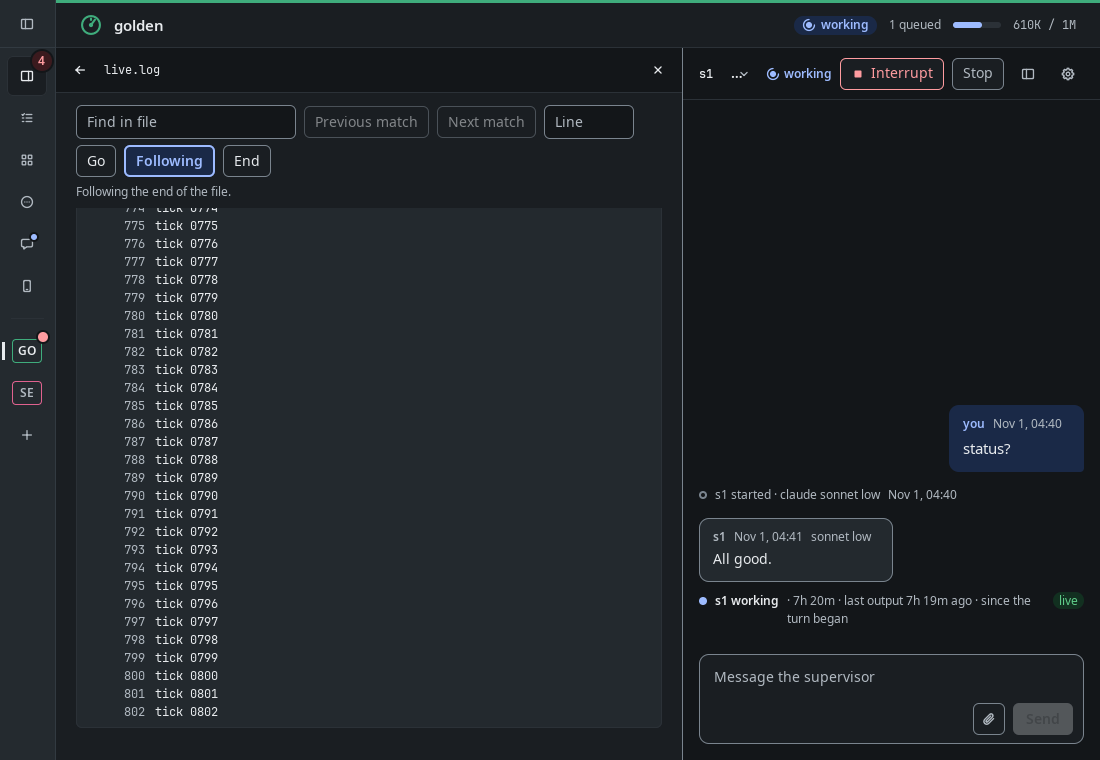 golden
working
1 queued
610K / 1M
4
live.log
s1
...
working
Interrupt
Stop
Find in file
Previous match
Next match
Line
Go
Following
End
Following the end of the file.
774 tick 0774
775 tick 0775
776 tick 0776
777 tick 0777
778 tick 0778
779 tick 0779
780 tick 0780
781 tick 0781
782 tick 0782
783 tick 0783
784 tick 0784
785 tick 0785
786 tick 0786
787 tick 0787
788 tick 0788
789 tick 0789
790 tick 0790
791 tick 0791
792 tick 0792
793 tick 0793
794 tick 0794
795 tick 0795
796 tick 0796
797 tick 0797
798 tick 0798
799 tick 0799
800 tick 0800
801 tick 0801
802 tick 0802
GO
SE
you Nov 1, 04:40
status?
s1 started · claude sonnet low Nov 1, 04:40
s1 Nov 1, 04:41 sonnet low
All good.
s1 working · 7h 20m · last output 7h 19m ago · since the
turn began
live
Message the supervisor
Send